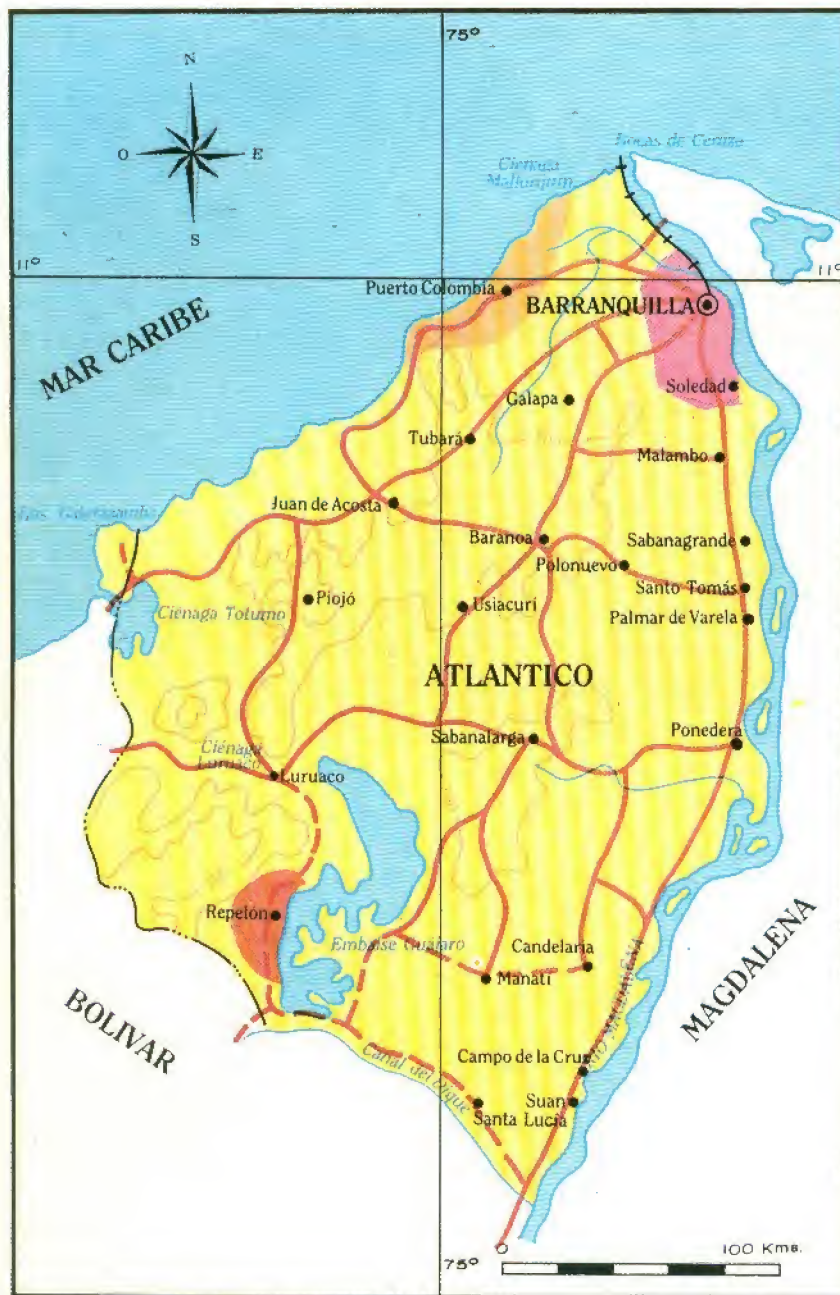 75°
N
O
E
S
Bocas de Ceniza
Ciénaga
Mallorquín
11°
11°
Puerto Colombia
BARRANQUILLA
MAR CARIBE
Soledad
Galapa
Tubará
Malambo
Juan de Acosta
Baranoa
Sabanagrande
Polonuevo
Santo Tomás
Piojó
Usiacurí
Ciénaga Totumo
Palmar de Varela
ATLANTICO
Sabanalarga
Ponedera
Ciénaga
Luruaco
Luruaco
Repelón
Embalse Guájaro
Candelaria
Manatí
MAGDALENA
BOLIVAR
RIO MAGDALENA
Campo de la Cruz
Canal del Dique
Suan
Santa Lucía
75°
0
100 Kms.